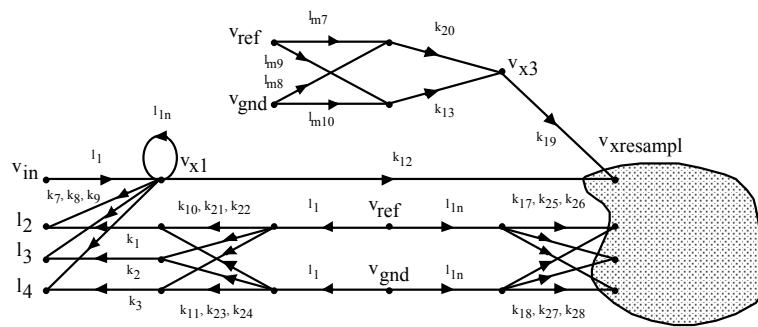 l_m7
k_20
v_ref
l_m9
v_x3
l_m8
v_gnd
k_13
l_m10
l_1n
k_19
v_xresampl
l_1
v_in
v_x1
k_12
k_7, k_8, k_9
k_10, k_21, k_22
l_1
v_ref
l_1n
k_17, k_25, k_26
l_2
k_1
l_3
k_2
l_1
v_gnd
l_1n
l_4
k_3
k_11, k_23, k_24
k_18, k_27, k_28